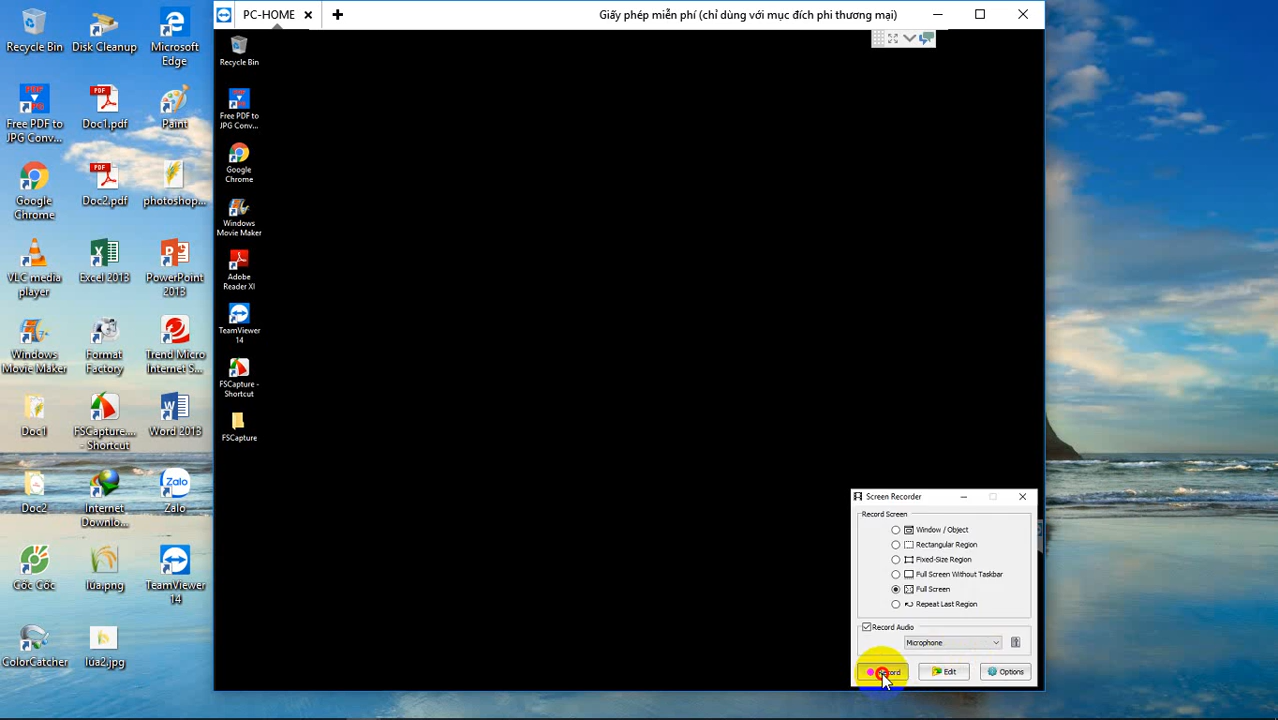 PC-HOME
Giấy phép miễn phí (chỉ dùng với mục đích phi thương mại)
Recycle Bin
Disk Cleanup
Microsoft
Edge
Free PDF to
JPG Conv...
Doc1.pdf
Paint
Google
Chrome
Doc2.pdf
photoshop...
VLC media
player
Excel 2013
PowerPoint
2013
Windows
Movie Maker
Format
Factory
Trend Micro
Internet S...
Doc1
FSCapture....
- Shortcut
Word 2013
Doc2
Internet
Downlo...
Zalo
Zalo
Cốc Cốc
lúa.png
TeamViewer
14
ColorCatcher
lúa2.jpg
Recycle Bin
Free PDF to
JPG Conv...
Google
Chrome
Windows
Movie Maker
Adobe
Reader XI
TeamViewer
14
FSCapture -
Shortcut
FSCapture
Screen Recorder
Record Screen
Window / Object
Rectangular Region
Fixed-Size Region
Full Screen Without Taskbar
Full Screen
Repeat Last Region
Record Audio
Microphone
Record
Edit
Options